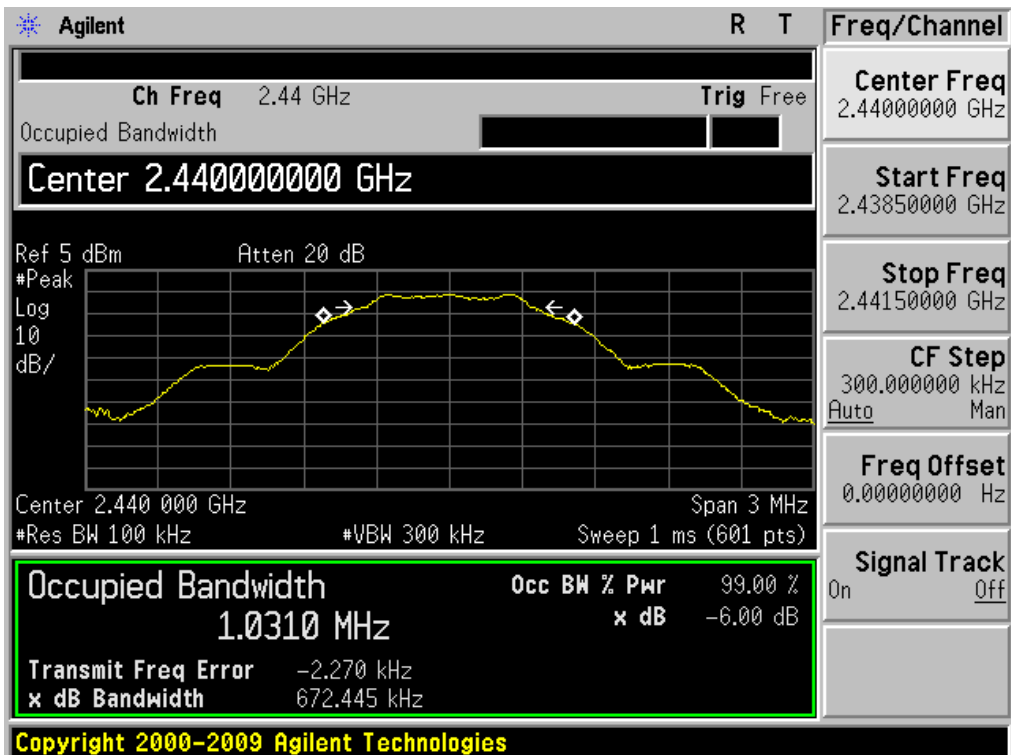 Agilent R T
Ch Freq 2.44 GHz Trig Free
Occupied Bandwidth
Center 2.440000000 GHz
Ref 5 dBm Atten 20 dB
#Peak
Log
10
dB/
Center 2.440 000 GHz Span 3 MHz
#Res BW 100 kHz #VBW 300 kHz Sweep 1 ms (601 pts)
Occupied Bandwidth Occ BW % Pwr 99.00 %
1.0310 MHz x dB -6.00 dB
Transmit Freq Error -2.270 kHz
x dB Bandwidth 672.445 kHz
Copyright 2000-2009 Agilent Technologies
Freq/Channel
Center Freq
2.44000000 GHz
Start Freq
2.43850000 GHz
Stop Freq
2.44150000 GHz
CF Step
300.000000 kHz
Auto Man
Freq Offset
0.00000000 Hz
Signal Track
On Off